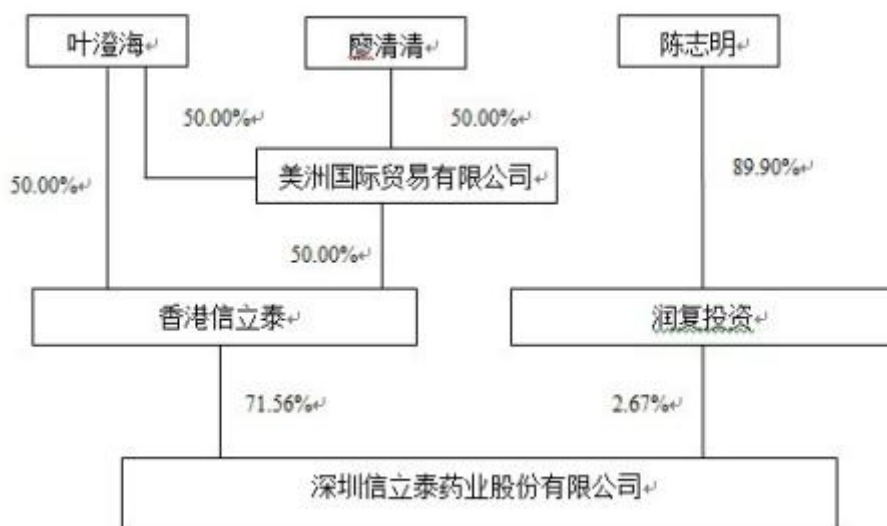 叶澄海
廖清清
陈志明
50.00%
50.00%
50.00%
美洲国际贸易有限公司
89.90%
50.00%
香港信立泰
润复投资
71.56%
2.67%
深圳信立泰药业股份有限公司